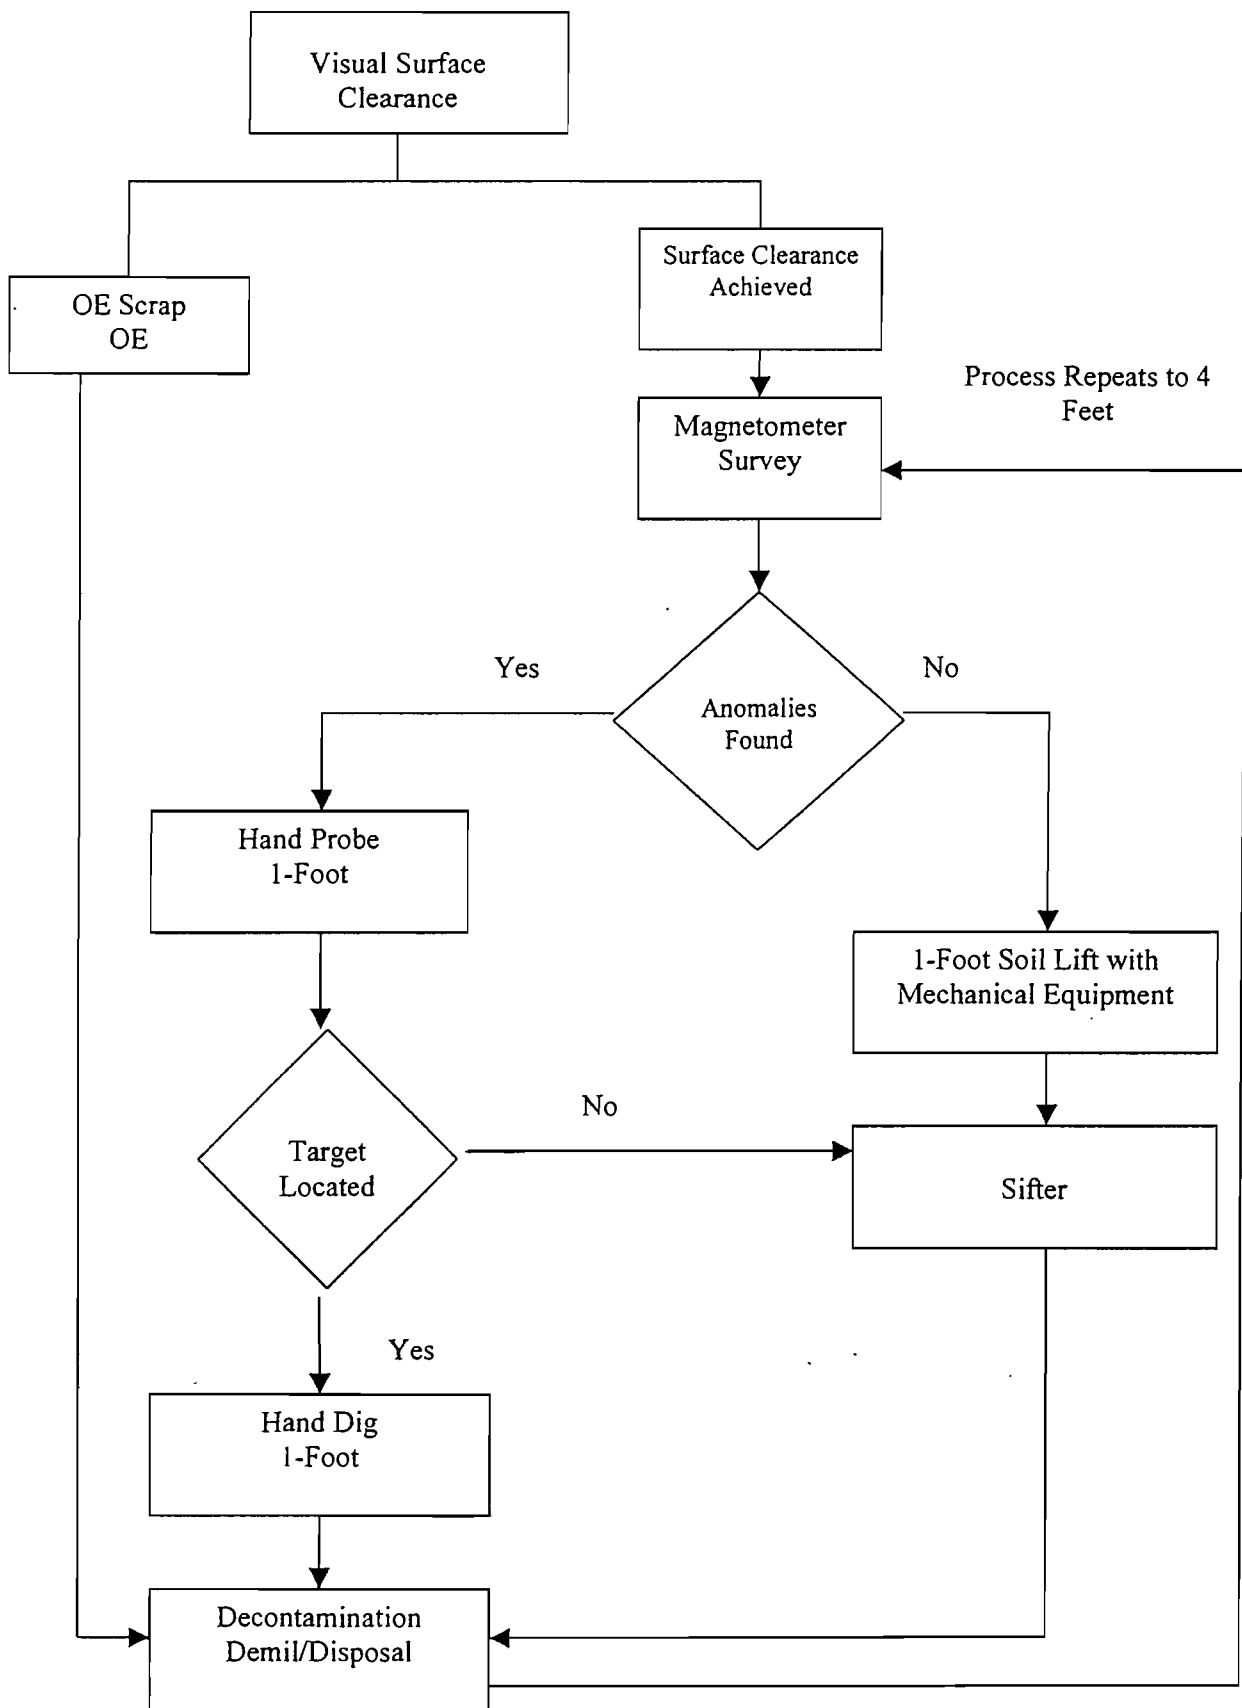 Visual Surface
Clearance
Surface Clearance
Achieved
OE Scrap
OE
Process Repeats to 4
Feet
Magnetometer
Survey
Yes
No
Anomalies
Found
Hand Probe
1-Foot
1-Foot Soil Lift with
Mechanical Equipment
No
Target
Located
Sifter
Yes
Hand Dig
1-Foot
Decontamination
Demil/Disposal